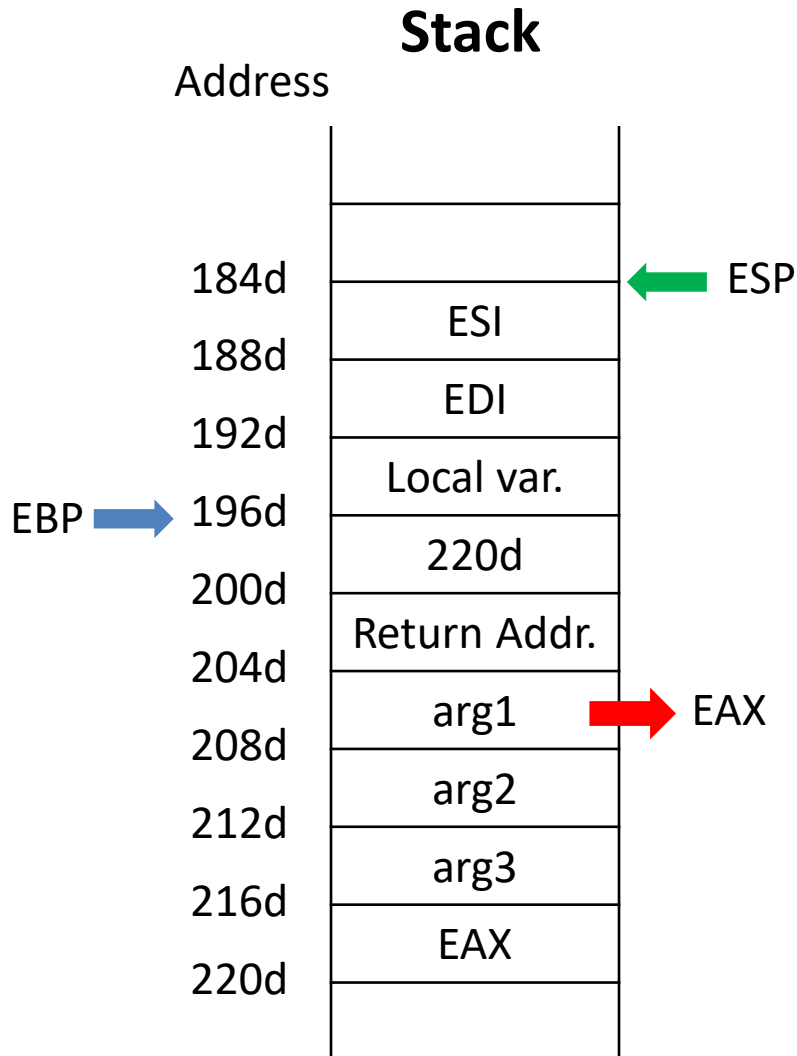 Stack
Address
184d
ESP
ESI
188d
EDI
192d
Local var.
EBP
196d
220d
200d
Return Addr.
204d
arg1
EAX
208d
arg2
212d
arg3
216d
EAX
220d